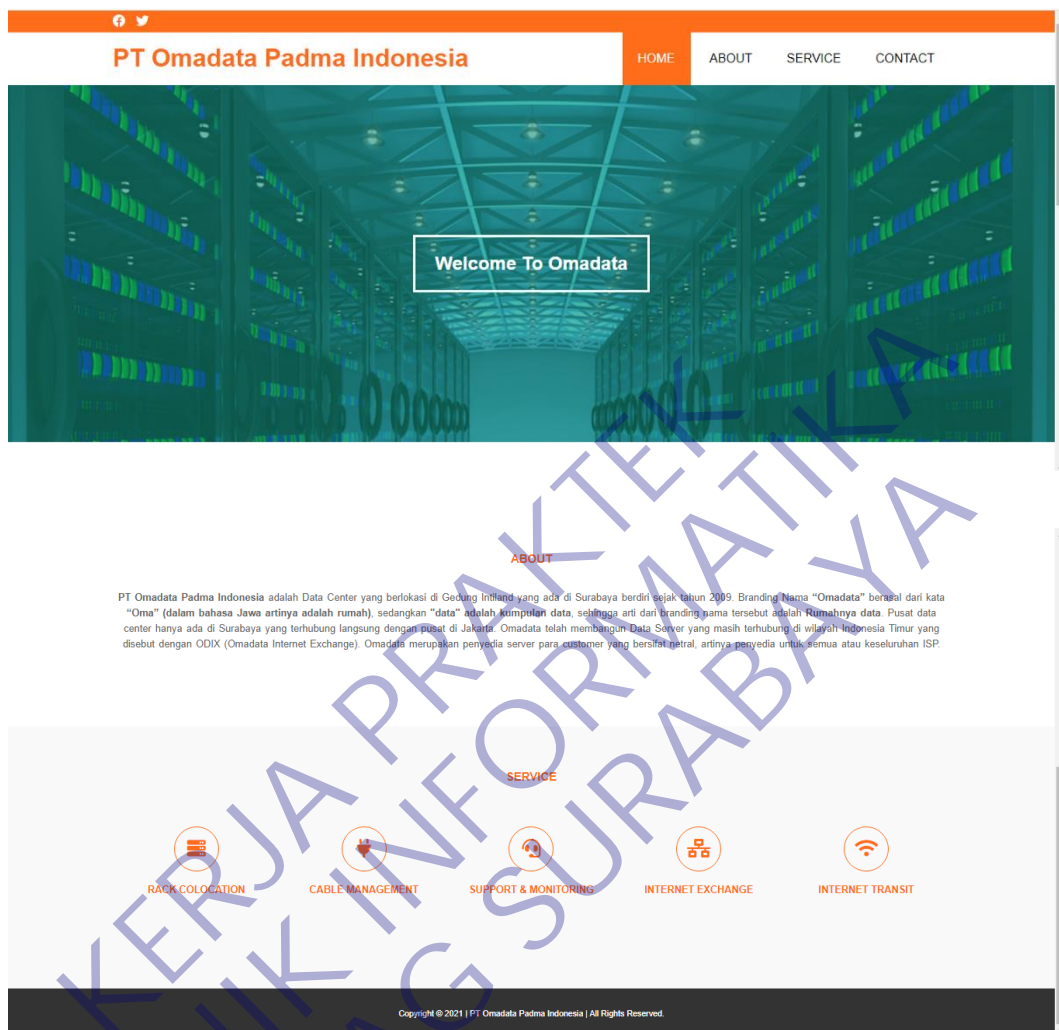 PT Omadata Padma Indonesia
HOME ABOUT SERVICE CONTACT
Welcome To Omadata
ABOUT
PT Omadata Padma Indonesia adalah Data Center yang berlokasi di Gedung Intiland yang ada di Surabaya berdiri sejak tahun 2009. Branding Nama “Omadata” berasal dari kata
“Oma” (dalam bahasa Jawa artinya adalah rumah), sedangkan "data" adalah kumpulan data, sehingga arti dari branding nama tersebut adalah Rumahnya data. Pusat data
center hanya ada di Surabaya yang terhubung langsung dengan pusat di Jakarta. Omadata telah membangun Data Server yang masih terhubung di wilayah Indonesia Timur yang
disebut dengan ODIX (Omadata Internet Exchange). Omadata merupakan penyedia server para customer yang bersifat netral, artinya penyedia untuk semua atau keseluruhan ISP.
SERVICE
RACK COLOCATION CABLE MANAGEMENT SUPPORT & MONITORING INTERNET EXCHANGE INTERNET TRANSIT
Copyright © 2021 | PT Omadata Padma Indonesia | All Rights Reserved.
KERJA PRAKTEK
IK INFORMATIKA
AG SURABAYA